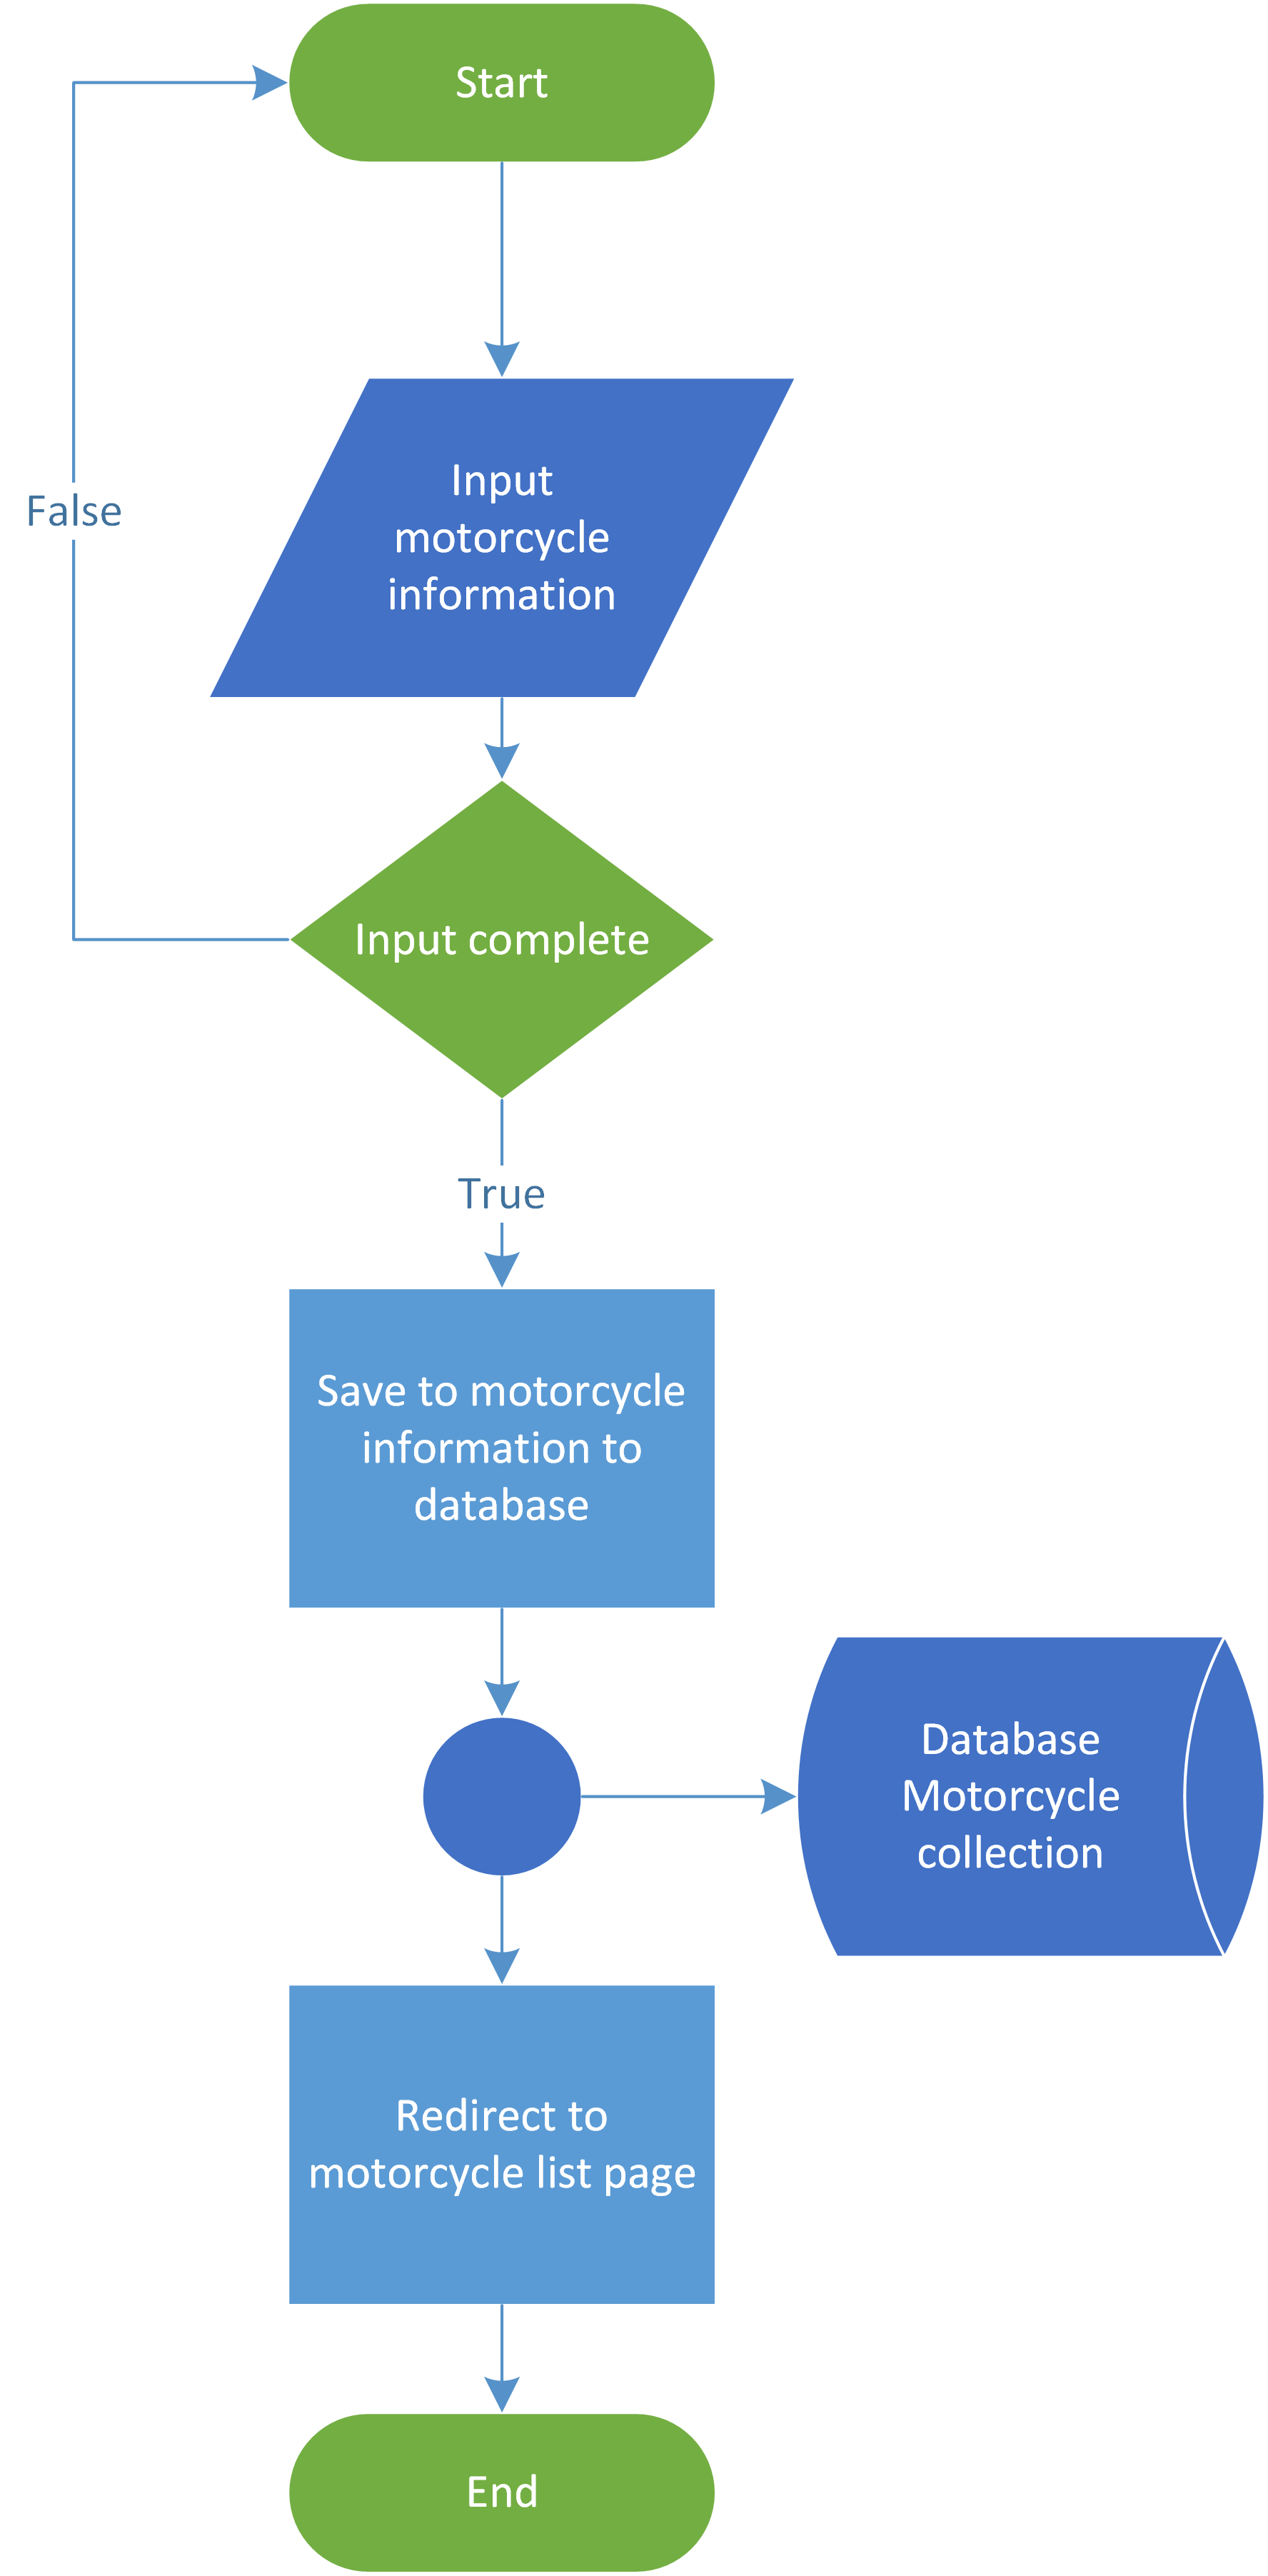 Start
False
Input
motorcycle
information
Input complete
True
Save to motorcycle
information to
database
Database
Motorcycle
collection
Redirect to
motorcycle list page
End